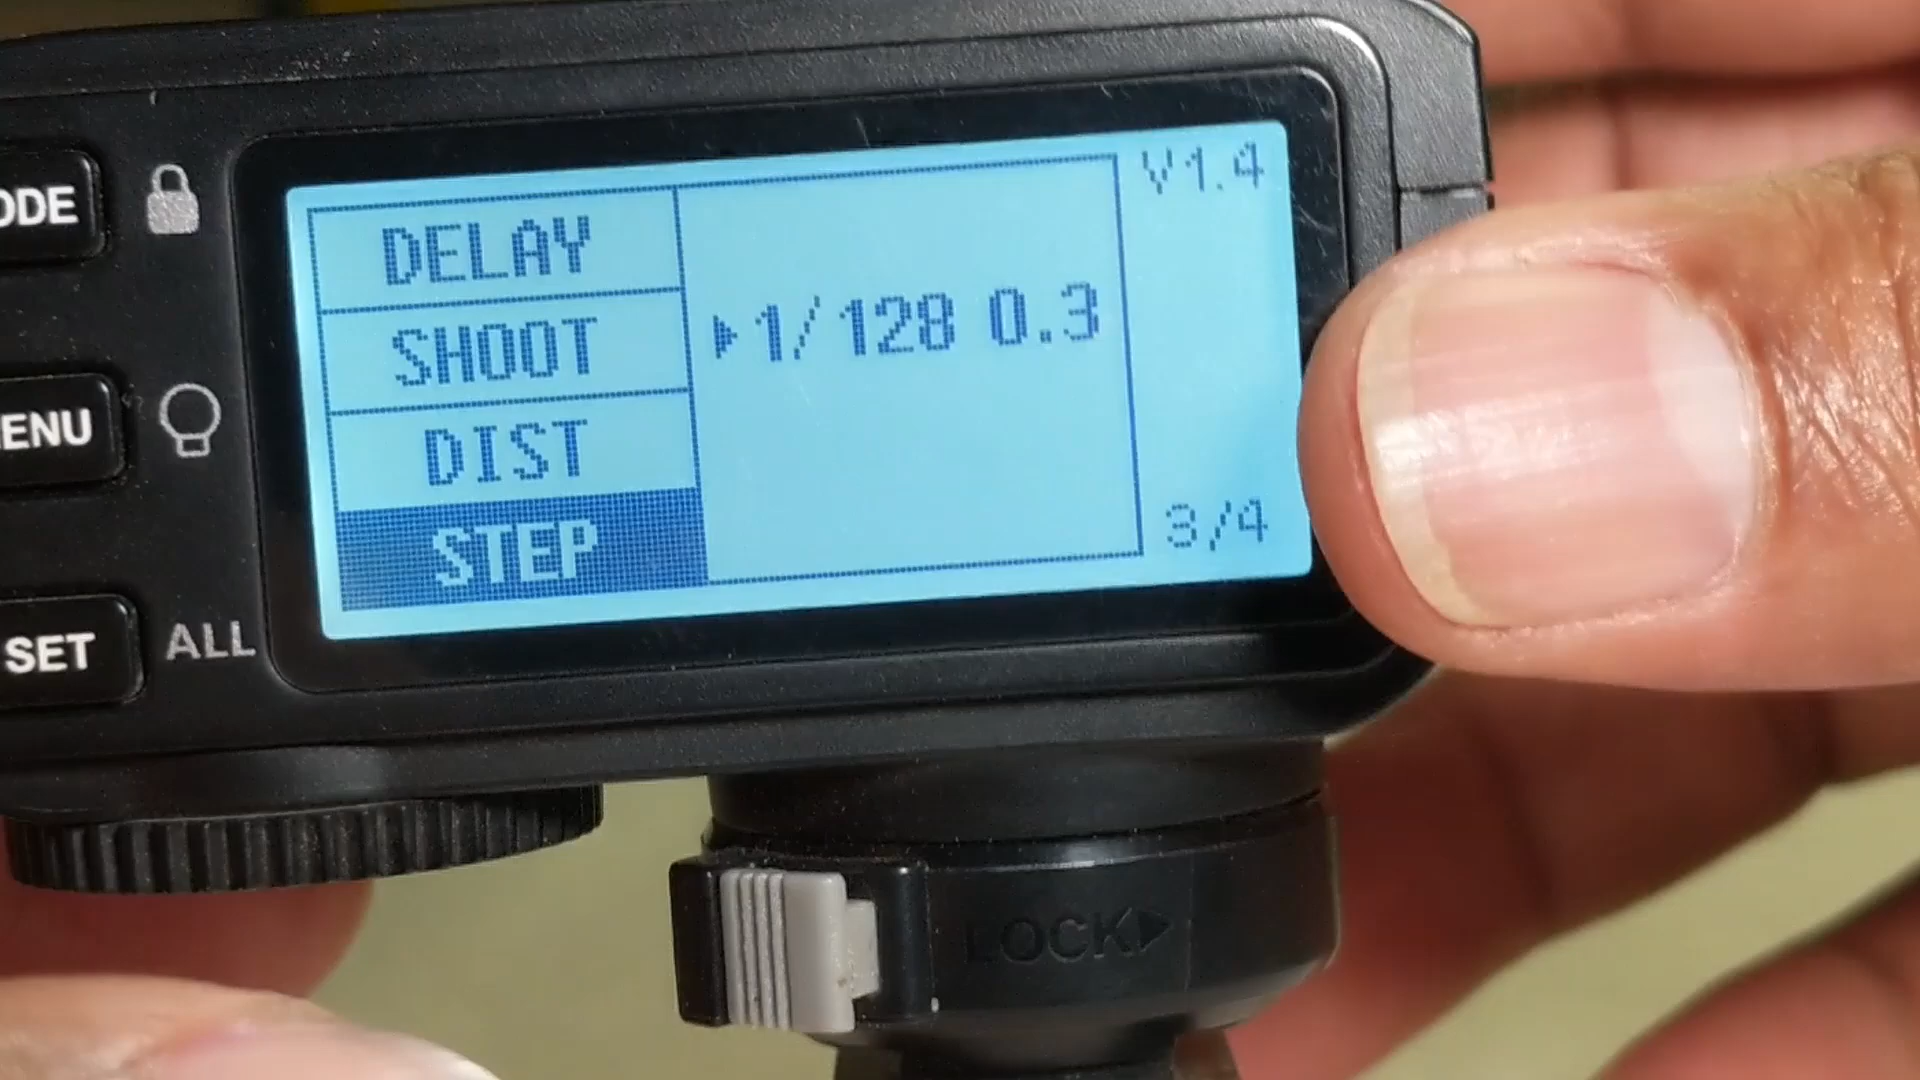 ODE
ENU
SET
ALL
DELAY
SHOOT
DIST
STEP
▶1/128 0.3
V1.4
3/4
LOCK▶